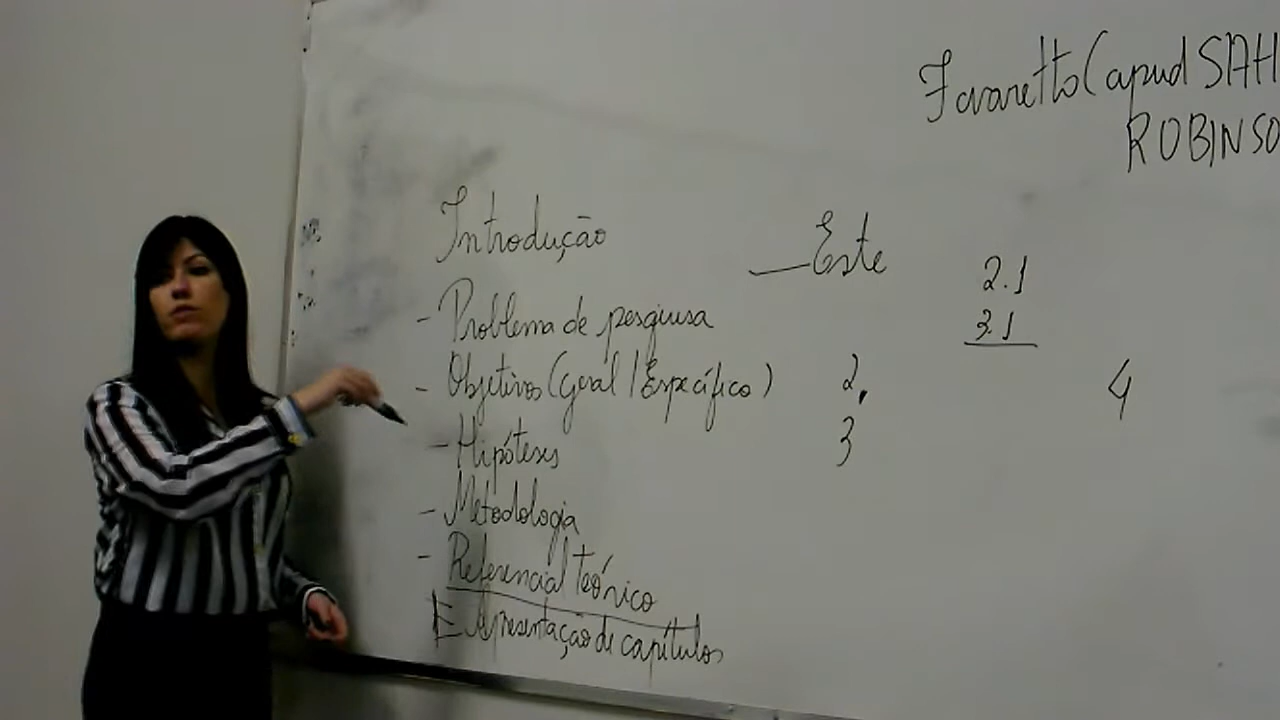 Favaretto (apud SAH
ROBINSO
Introdução
— Este
2.1
3.1
- Problema de pesquisa
- Objetivos (geral / Específico)
2.
4
- Hipóteses
3
- Metodologia
- Referencial teórico
E Apresentação de capítulos